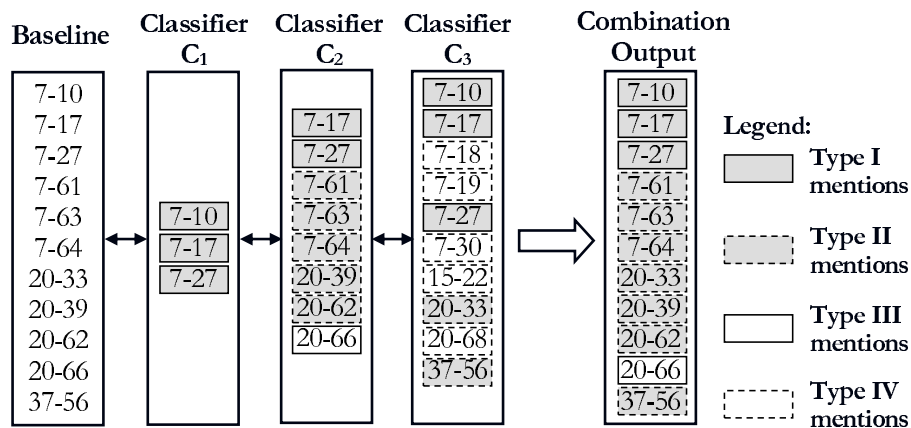 Baseline
7-10
7-17
7-27
7-61
7-63
7-64
20-33
20-39
20-62
20-66
37-56
Classifier
C1
7-10
7-17
7-27
Classifier
C2
7-17
7-27
7-61
7-63
7-64
20-39
20-62
20-66
Classifier
C3
7-10
7-17
7-18
7-19
7-27
7-30
15-22
20-33
20-68
37-56
Combination
Output
7-10
7-17
7-27
7-61
7-63
7-64
20-33
20-39
20-62
20-66
37-56
Legend:
Type I
mentions
Type II
mentions
Type III
mentions
Type IV
mentions